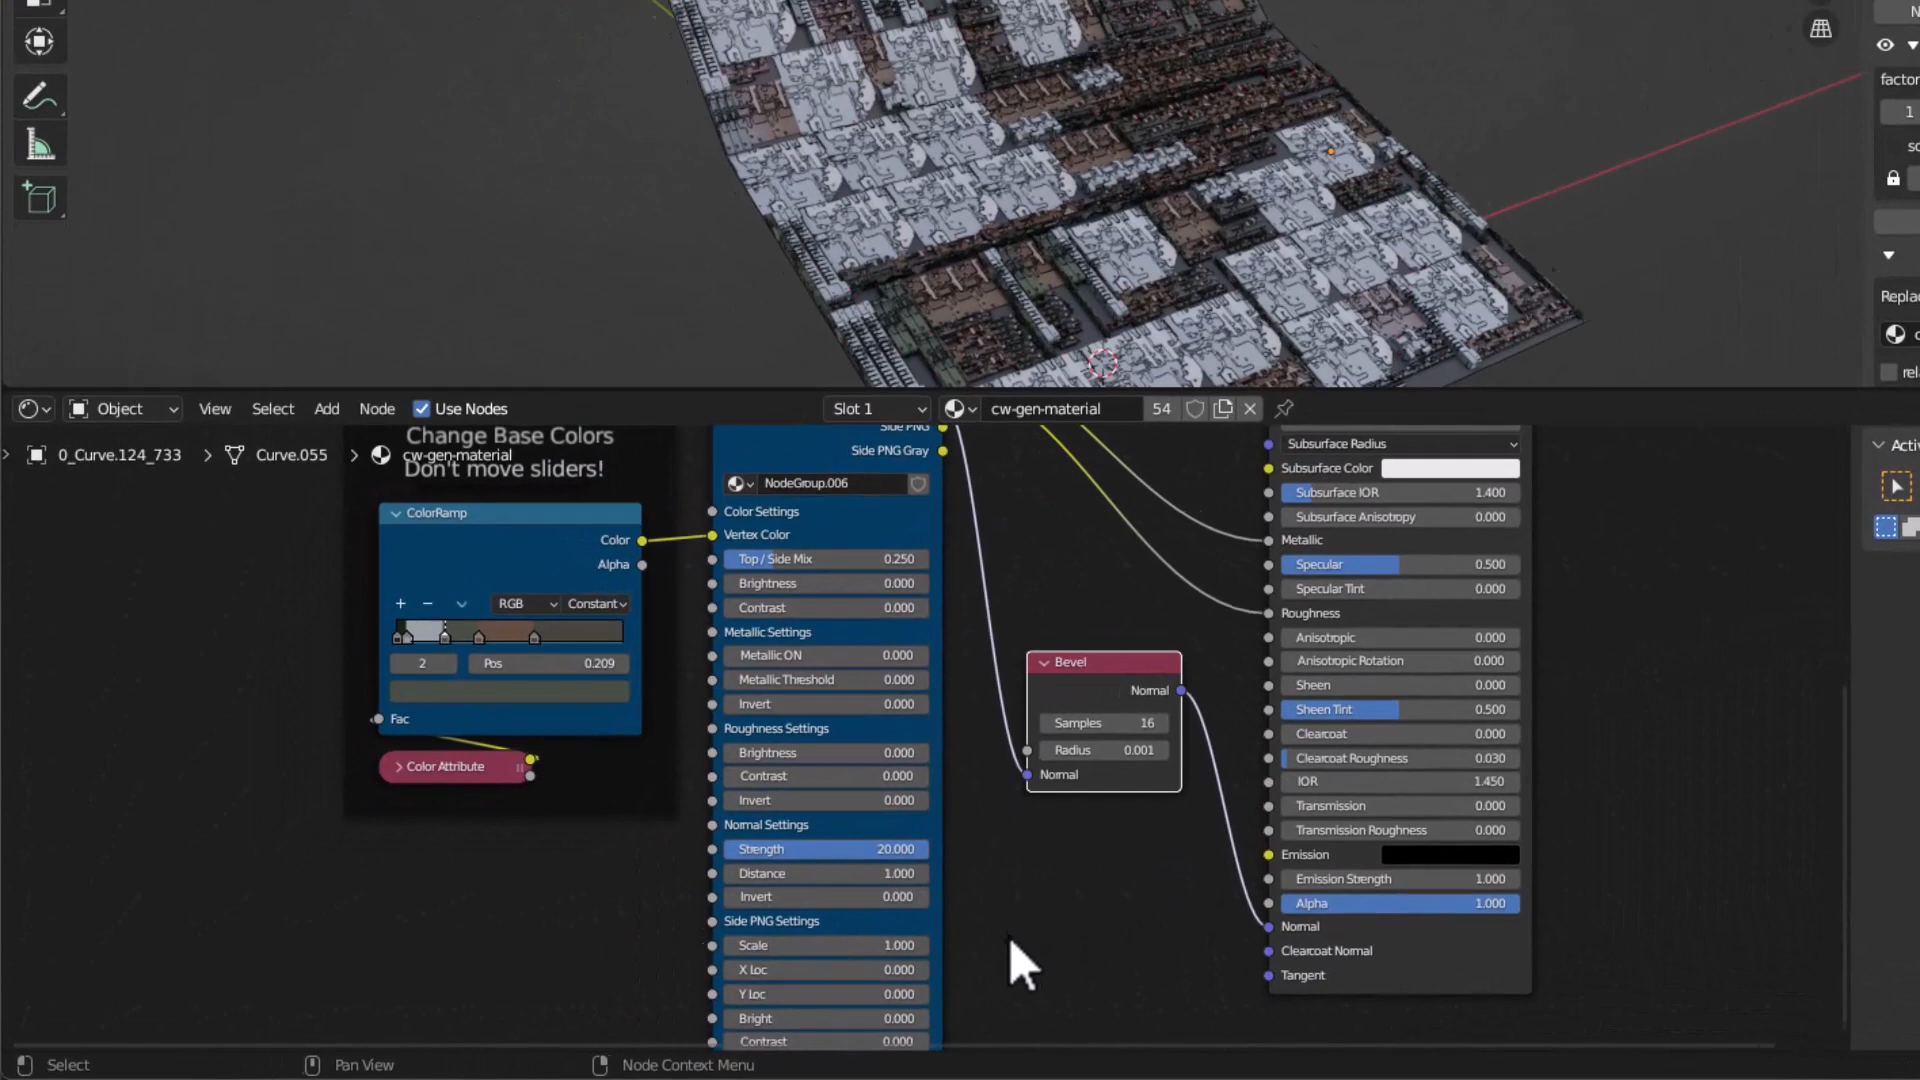 N
factor
1
sc
Replac
c
rela
Object
View
Select
Add
Node
Use Nodes
Slot 1
cw-gen-material
54
0_Curve.124_733
Curve.055
cw-gen-material
Change Base Colors
Don't move sliders!
ColorRamp
Color
Alpha
RGB
Constant
2
Pos
0.209
Fac
Color Attribute
Side PNG
Side PNG Gray
NodeGroup.006
Color Settings
Vertex Color
Top / Side Mix 0.250
Brightness 0.000
Contrast 0.000
Metallic Settings
Metallic ON 0.000
Metallic Threshold 0.000
Invert 0.000
Roughness Settings
Brightness 0.000
Contrast 0.000
Invert 0.000
Normal Settings
Strength 20.000
Distance 1.000
Invert 0.000
Side PNG Settings
Scale 1.000
X Loc 0.000
Y Loc 0.000
Bright 0.000
Contrast 0.000
Bevel
Normal
Samples 16
Radius 0.001
Normal
Subsurface Radius
Subsurface Color
Subsurface IOR 1.400
Subsurface Anisotropy 0.000
Metallic
Specular 0.500
Specular Tint 0.000
Roughness
Anisotropic 0.000
Anisotropic Rotation 0.000
Sheen 0.000
Sheen Tint 0.500
Clearcoat 0.000
Clearcoat Roughness 0.030
IOR 1.450
Transmission 0.000
Transmission Roughness 0.000
Emission
Emission Strength 1.000
Alpha 1.000
Normal
Clearcoat Normal
Tangent
Activ
Select
Pan View
Node Context Menu